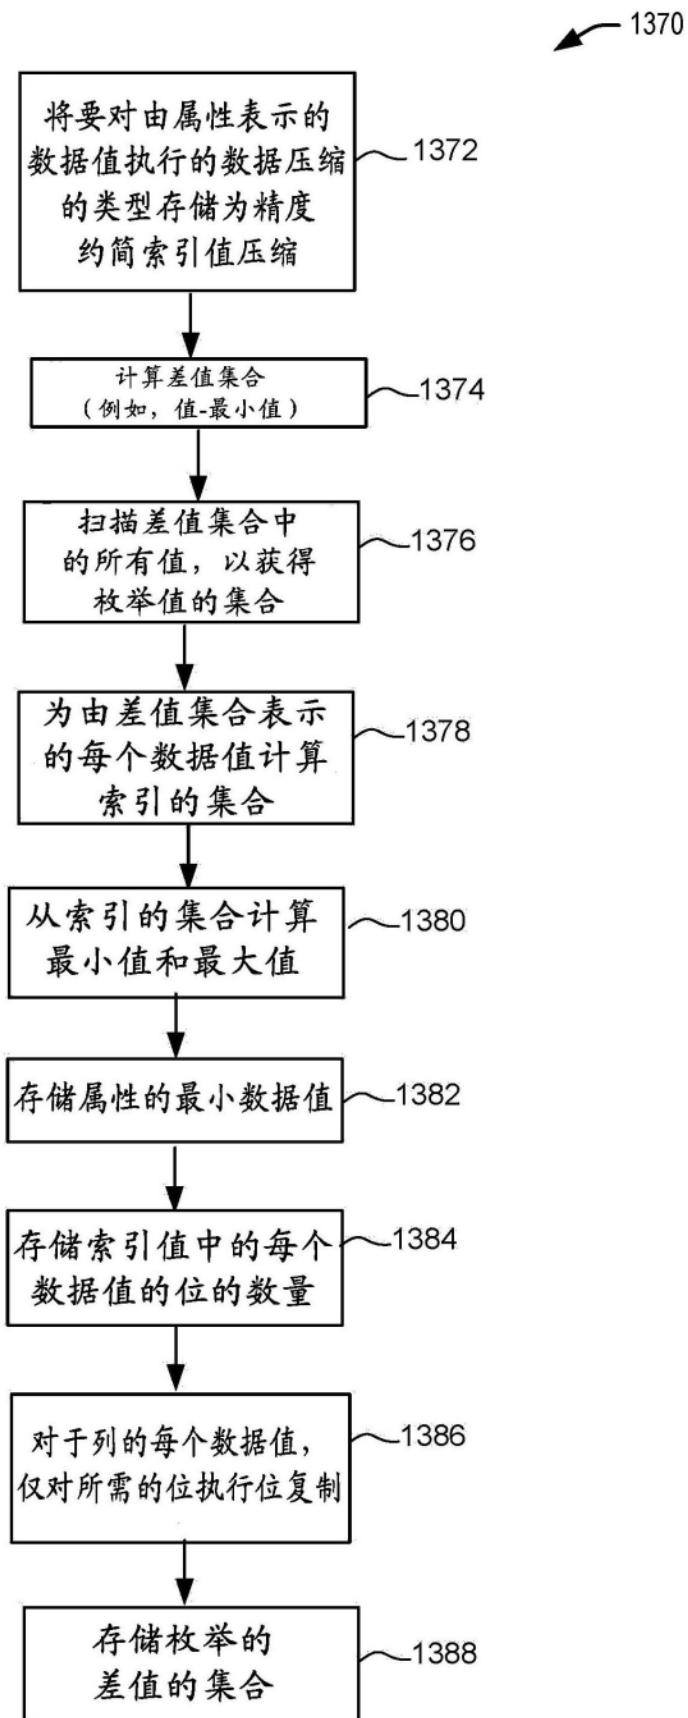 1370
将要对由属性表示的
数据值执行的数据压缩
的类型存储为精度
约简索引值压缩
1372
计算差值集合
(例如，值-最小值)
1374
扫描差值集合中
的所有值，以获得
枚举值的集合
1376
为由差值集合表示
的每个数据值计算
索引的集合
1378
从索引的集合计算
最小值和最大值
1380
存储属性的最小数据值
1382
存储索引值中的每个
数据值的位的数量
1384
对于列的每个数据值，
仅对所需的位执行位复制
1386
存储枚举的
差值的集合
1388